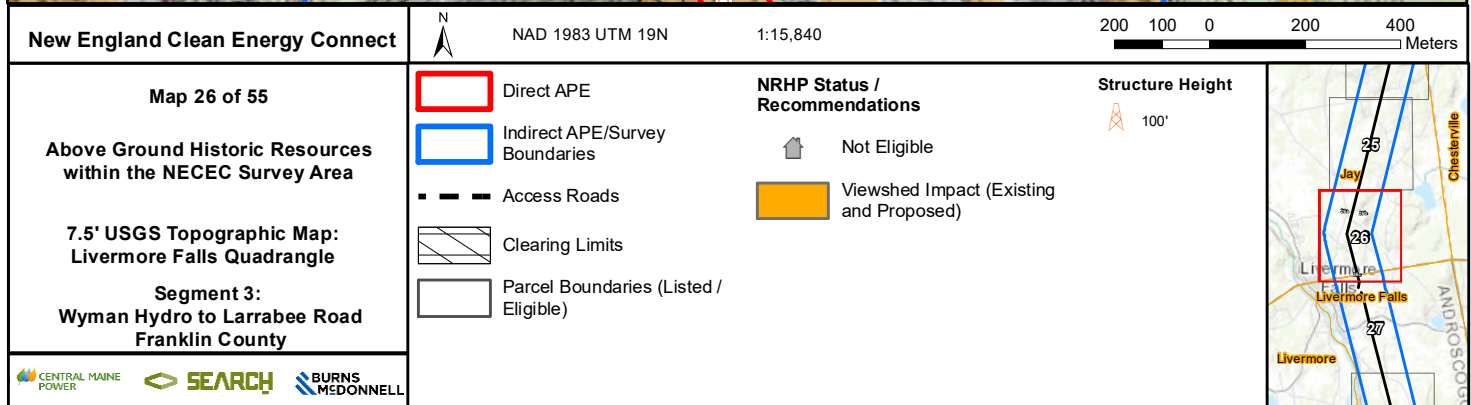 New England Clean Energy Connect
N
NAD 1983 UTM 19N
1:15,840
200 100 0 200 400
Meters
Map 26 of 55
Above Ground Historic Resources
within the NECEC Survey Area
7.5' USGS Topographic Map:
Livermore Falls Quadrangle
Segment 3:
Wyman Hydro to Larrabee Road
Franklin County
CENTRAL MAINE
POWER
SEARCH
BURNS
McDONNELL
Direct APE
Indirect APE/Survey
Boundaries
Access Roads
Clearing Limits
Parcel Boundaries (Listed /
Eligible)
NRHP Status /
Recommendations
Not Eligible
Viewshed Impact (Existing
and Proposed)
Structure Height
100'
25
Jay
Chesterville
26
Livermore
Falls
Livermore Falls
27
Livermore
ANDROSCOG